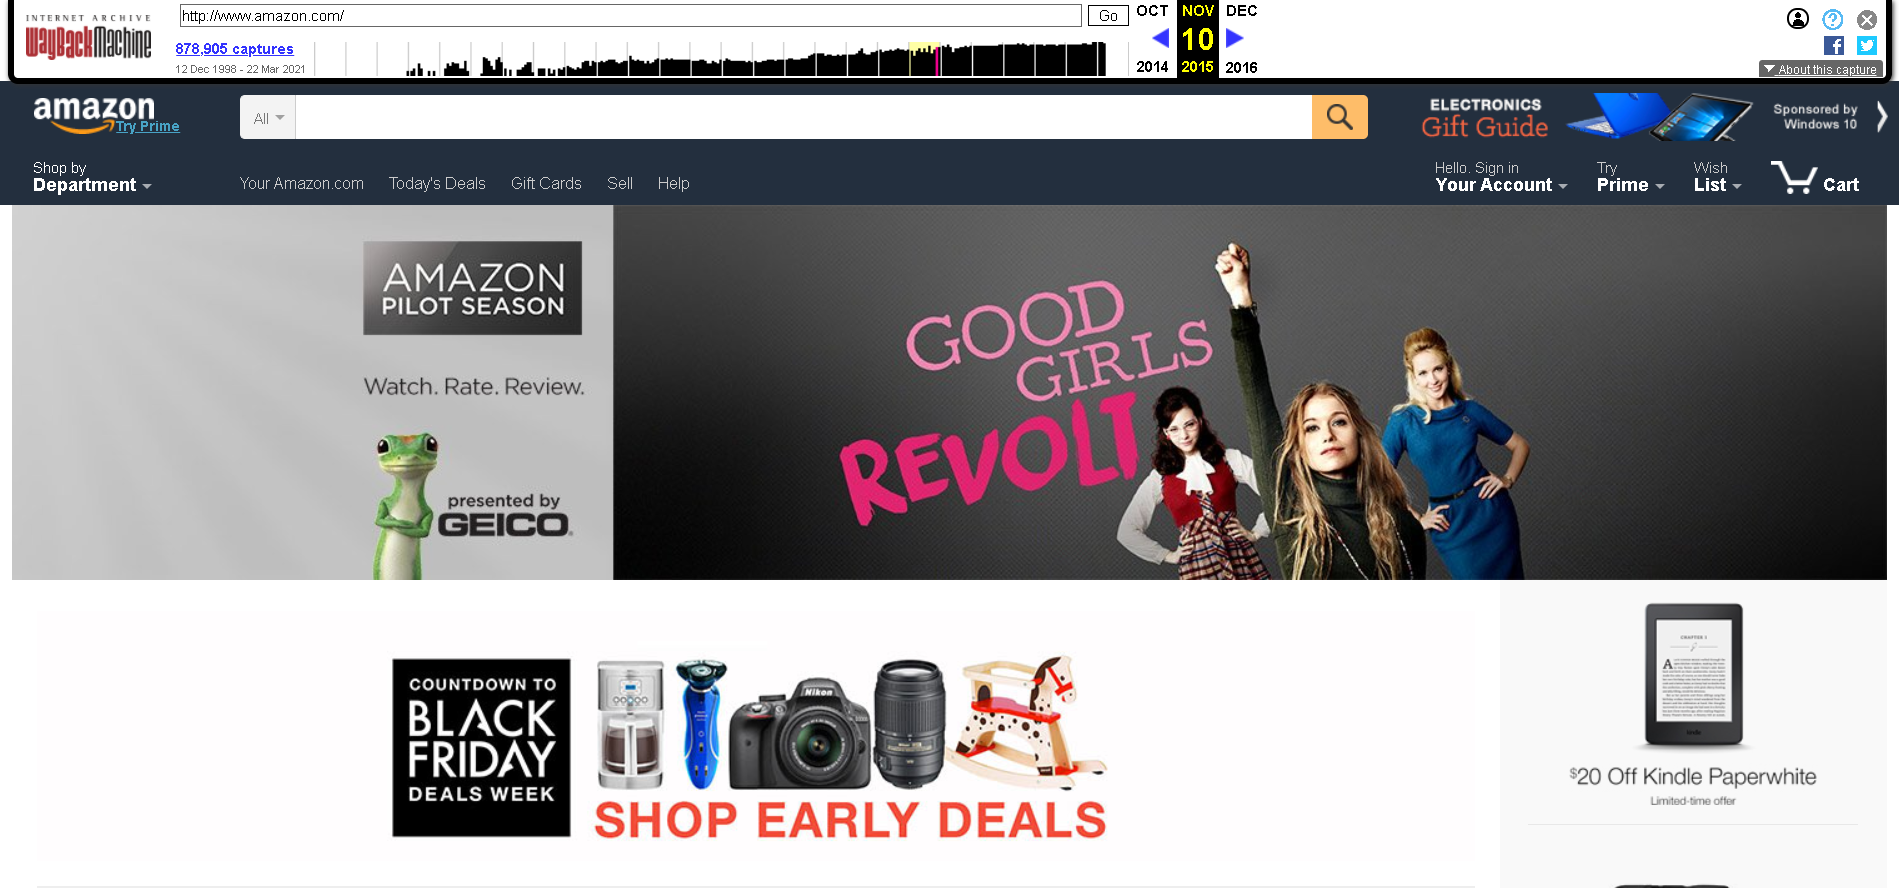 INTERNET ARCHIVE
WayBackMachine
http://www.amazon.com/
Go
OCT NOV DEC
878,905 captures
10
12 Dec 1998 - 22 Mar 2021
2014 2015 2016
About this capture
amazon
Try Prime
All
ELECTRONICS
Gift Guide
Sponsored by
Windows 10
Shop by
Department
Your Amazon.com
Today's Deals
Gift Cards
Sell
Help
Hello. Sign in
Your Account
Try
Prime
Wish
List
Cart
AMAZON
PILOT SEASON
Watch. Rate. Review.
presented by
GEICO
GOOD
GIRLS
REVOLT
COUNTDOWN TO
BLACK
FRIDAY
DEALS WEEK
Nikon
SHOP EARLY DEALS
CHAPTER 1
kindle
$20 Off Kindle Paperwhite
Limited-time offer